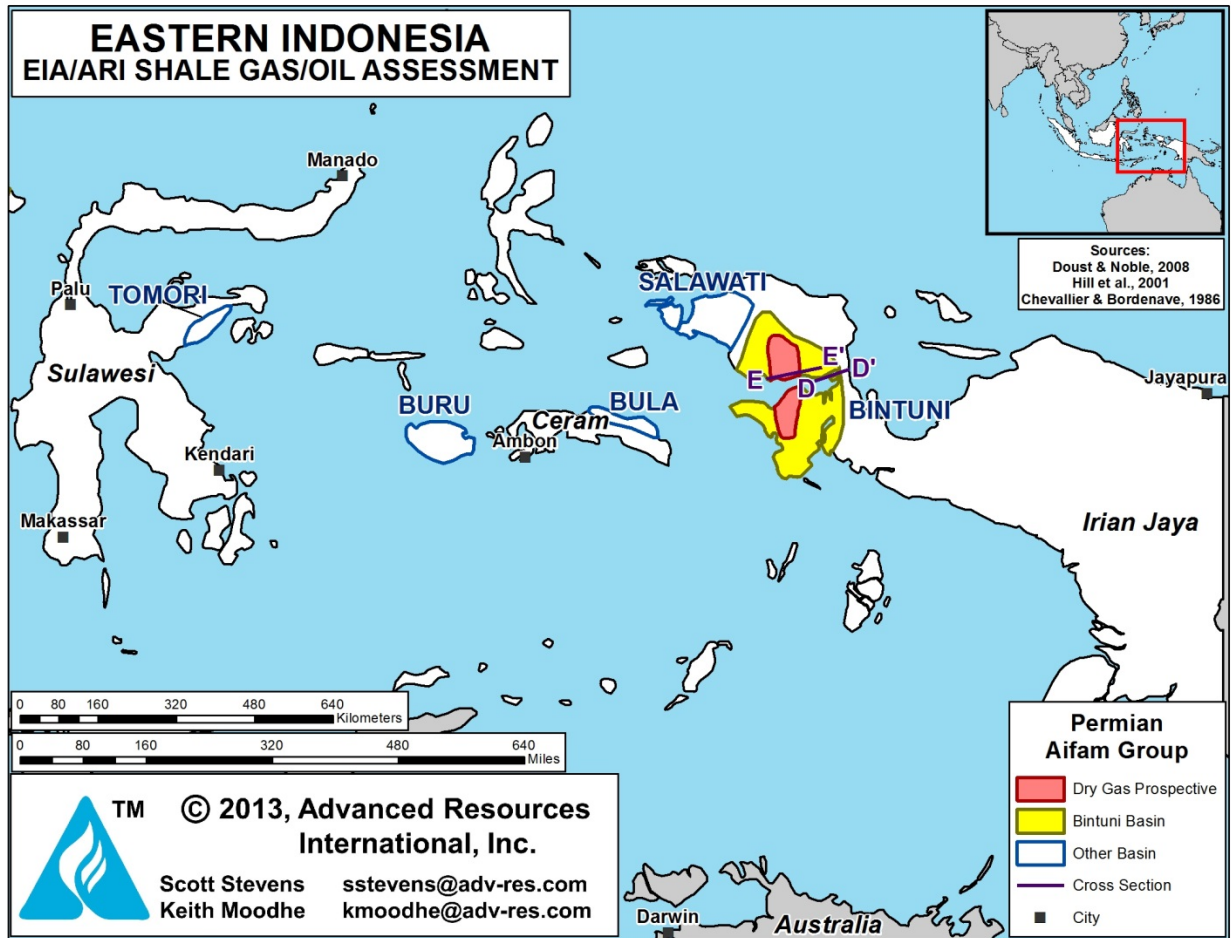 EASTERN INDONESIA
EIA/ARI SHALE GAS/OIL ASSESSMENT
Sources:
Doust & Noble, 2008
Hill et al., 2001
Chevallier & Bordenave, 1986
Manado
Palu
TOMORI
Sulawesi
Kendari
Makassar
BURU
Ceram
Ambon
BULA
SALAWATI
E
E'
D
D'
BINTUNI
Jayapura
Irian Jaya
0 80 160 320 480 640
Kilometers
0 80 160 320 480 640
Miles
TM
© 2013, Advanced Resources
International, Inc.
Scott Stevens sstevens@adv-res.com
Keith Moodhe kmoodhe@adv-res.com
Darwin
Australia
Permian
Aifam Group
Dry Gas Prospective
Bintuni Basin
Other Basin
Cross Section
City